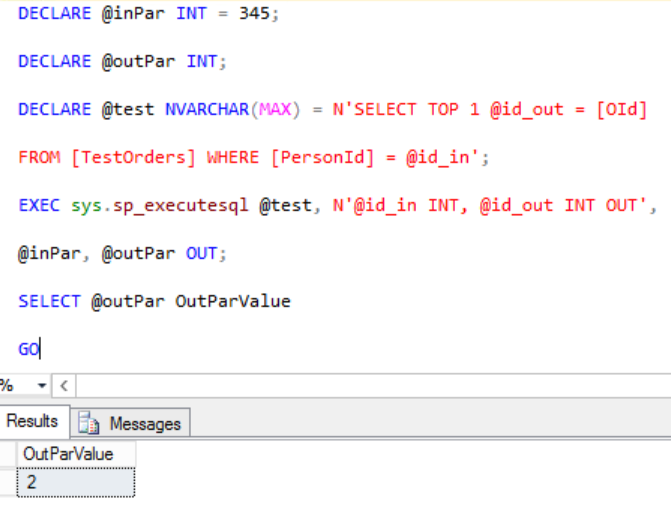 DECLARE @inPar INT = 345;
DECLARE @outPar INT;
DECLARE @test NVARCHAR(MAX) = N'SELECT TOP 1 @id_out = [OId]
FROM [TestOrders] WHERE [PersonId] = @id_in';
EXEC sys.sp_executesql @test, N'@id_in INT, @id_out INT OUT',
@inPar, @outPar OUT;
SELECT @outPar OutParValue
GO
% <
Results Messages
OutParValue
2